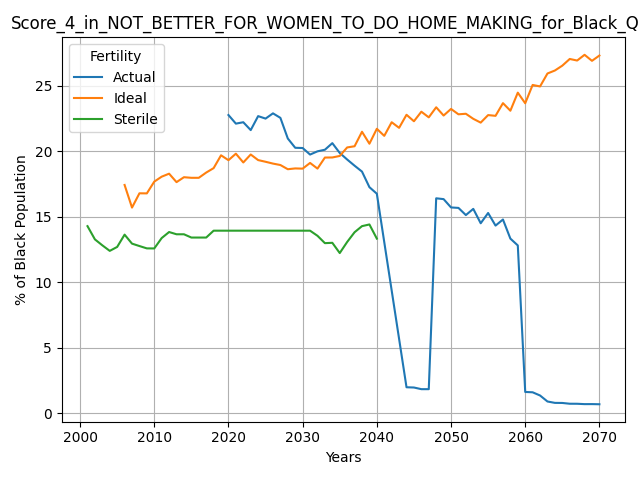 Score_4_in_NOT_BETTER_FOR_WOMEN_TO_DO_HOME_MAKING_for_Black_Q
Fertility
Actual
Ideal
Sterile
% of Black Population
25
20
15
10
5
0
2000 2010 2020 2030 2040 2050 2060 2070
Years